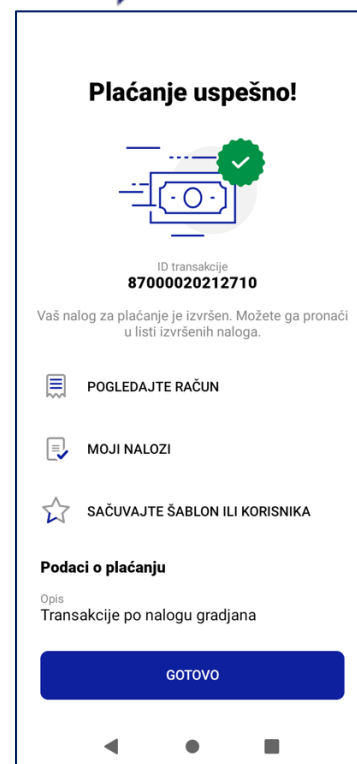 Plaćanje uspešno!
ID transakcije
87000020212710
Vaš nalog za plaćanje je izvršen. Možete ga pronaći
u listi izvršenih naloga.
POGLEDAJTE RAČUN
MOJI NALOZI
SAČUVAJTE ŠABLON ILI KORISNIKA
Podaci o plaćanju
Opis
Transakcije po nalogu gradjana
GOTOVO